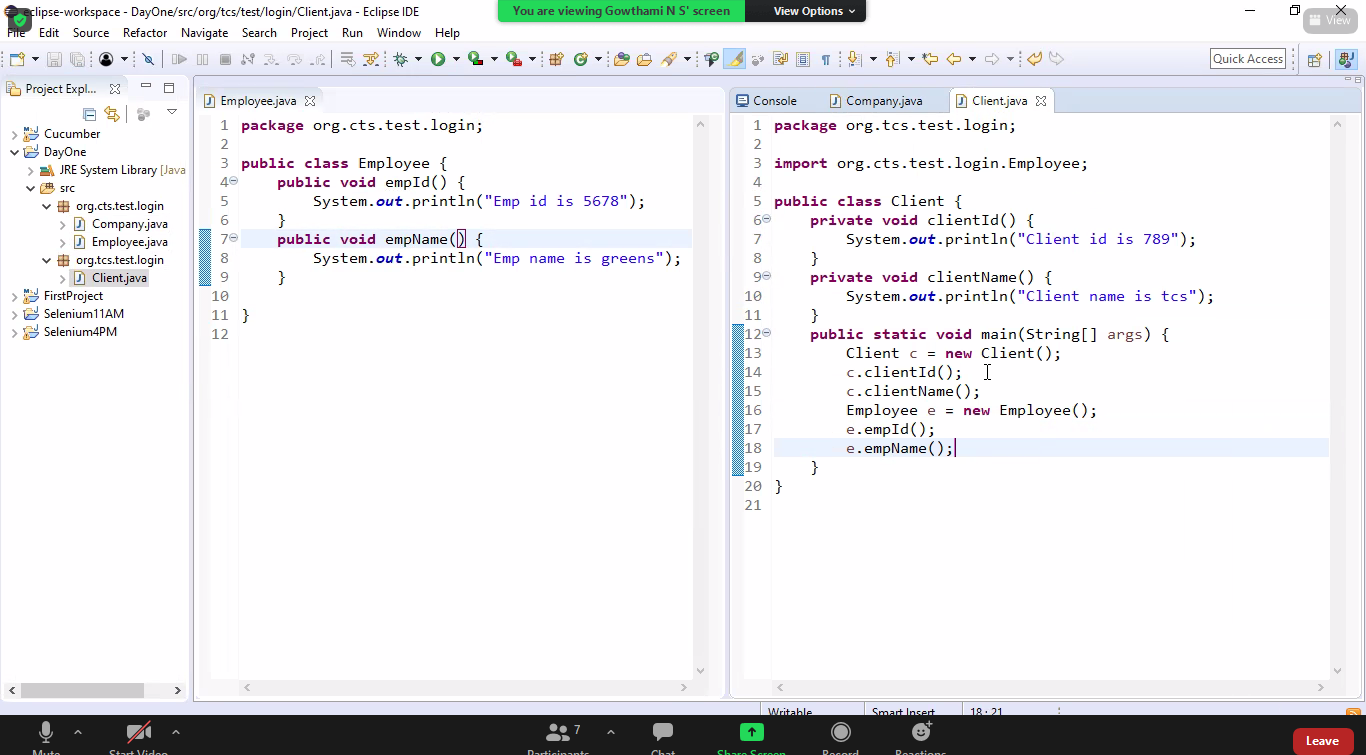 eclipse-workspace - DayOne/src/org/tcs/test/login/Client.java - Eclipse IDE
You are viewing Gowthami N S' screen
View Options
View
File Edit Source Refactor Navigate Search Project Run Window Help
Quick Access
Project Expl...
Cucumber
DayOne
JRE System Library [Java
src
org.cts.test.login
Company.java
Employee.java
org.tcs.test.login
Client.java
FirstProject
Selenium11AM
Selenium4PM
Employee.java
1 package org.cts.test.login;
2
3 public class Employee {
4 public void empId() {
5 System.out.println("Emp id is 5678");
6 }
7 public void empName() {
8 System.out.println("Emp name is greens");
9 }
10
11 }
12
Console Company.java Client.java
1 package org.tcs.test.login;
2
3 import org.cts.test.login.Employee;
4
5 public class Client {
6 private void clientId() {
7 System.out.println("Client id is 789");
8 }
9 private void clientName() {
10 System.out.println("Client name is tcs");
11 }
12 public static void main(String[] args) {
13 Client c = new Client();
14 c.clientId();
15 c.clientName();
16 Employee e = new Employee();
17 e.empId();
18 e.empName();
19 }
20 }
21
Writable Smart Insert 18 : 21
7
Mute Start Video Participants Chat Share Screen Record Reactions
Leave